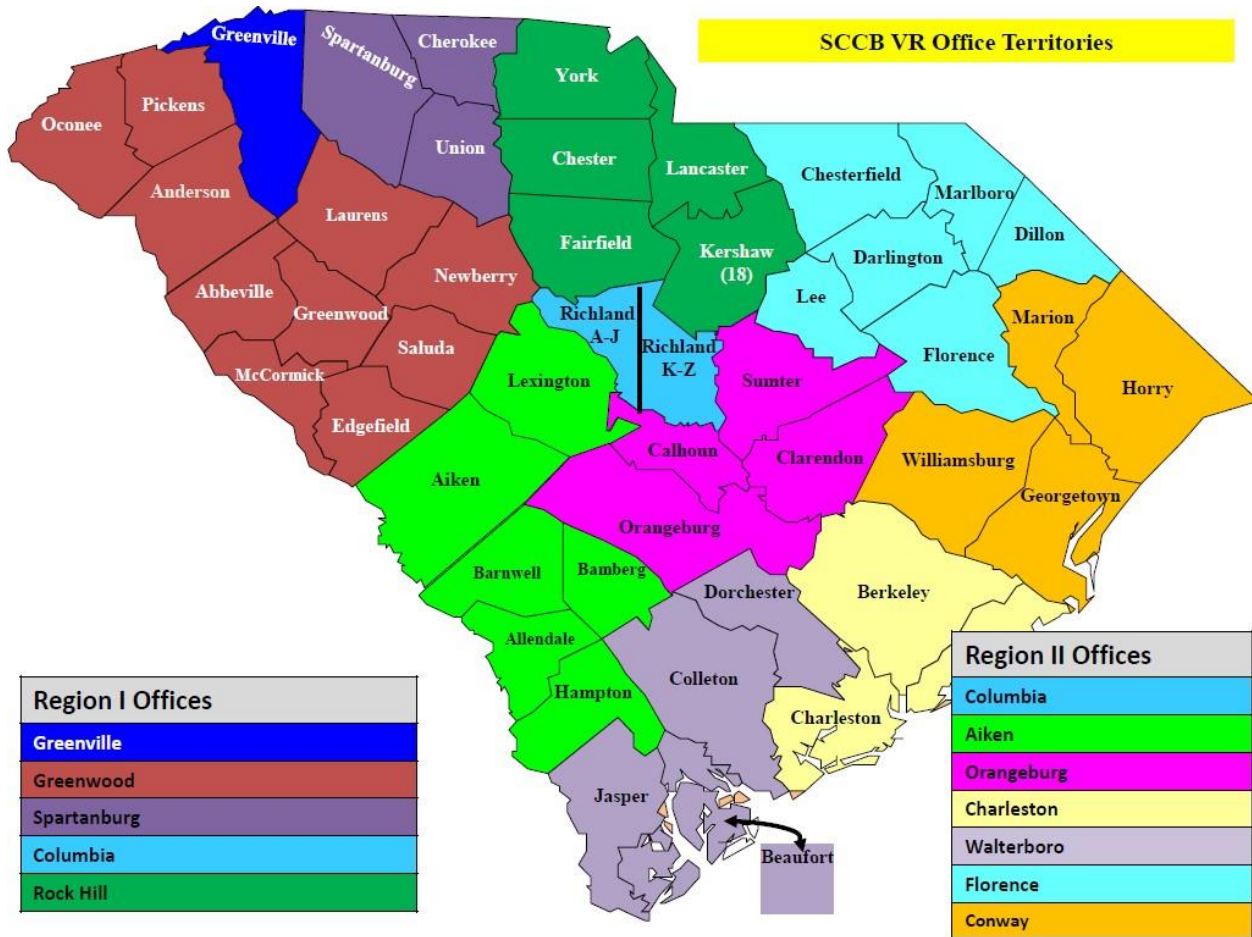 SCCB VR Office Territories
Greenville
Spartanburg
Cherokee
York
Pickens
Oconee
Union
Chester
Lancaster
Chesterfield
Marlboro
Anderson
Laurens
Dillon
Fairfield
Kershaw
(18)
Darlington
Newberry
Abbeville
Greenwood
Lee
Richland
A-J
Richland
K-Z
Marion
Saluda
Florence
McCormick
Lexington
Sumter
Horry
Edgefield
Calhoun
Clarendon
Williamsburg
Aiken
Georgetown
Orangeburg
Barnwell
Bamberg
Dorchester
Berkeley
Allendale
Colleton
Hampton
Charleston
Jasper
Beaufort
Region I Offices
Greenville
Greenwood
Spartanburg
Columbia
Rock Hill
Region II Offices
Columbia
Aiken
Orangeburg
Charleston
Walterboro
Florence
Conway